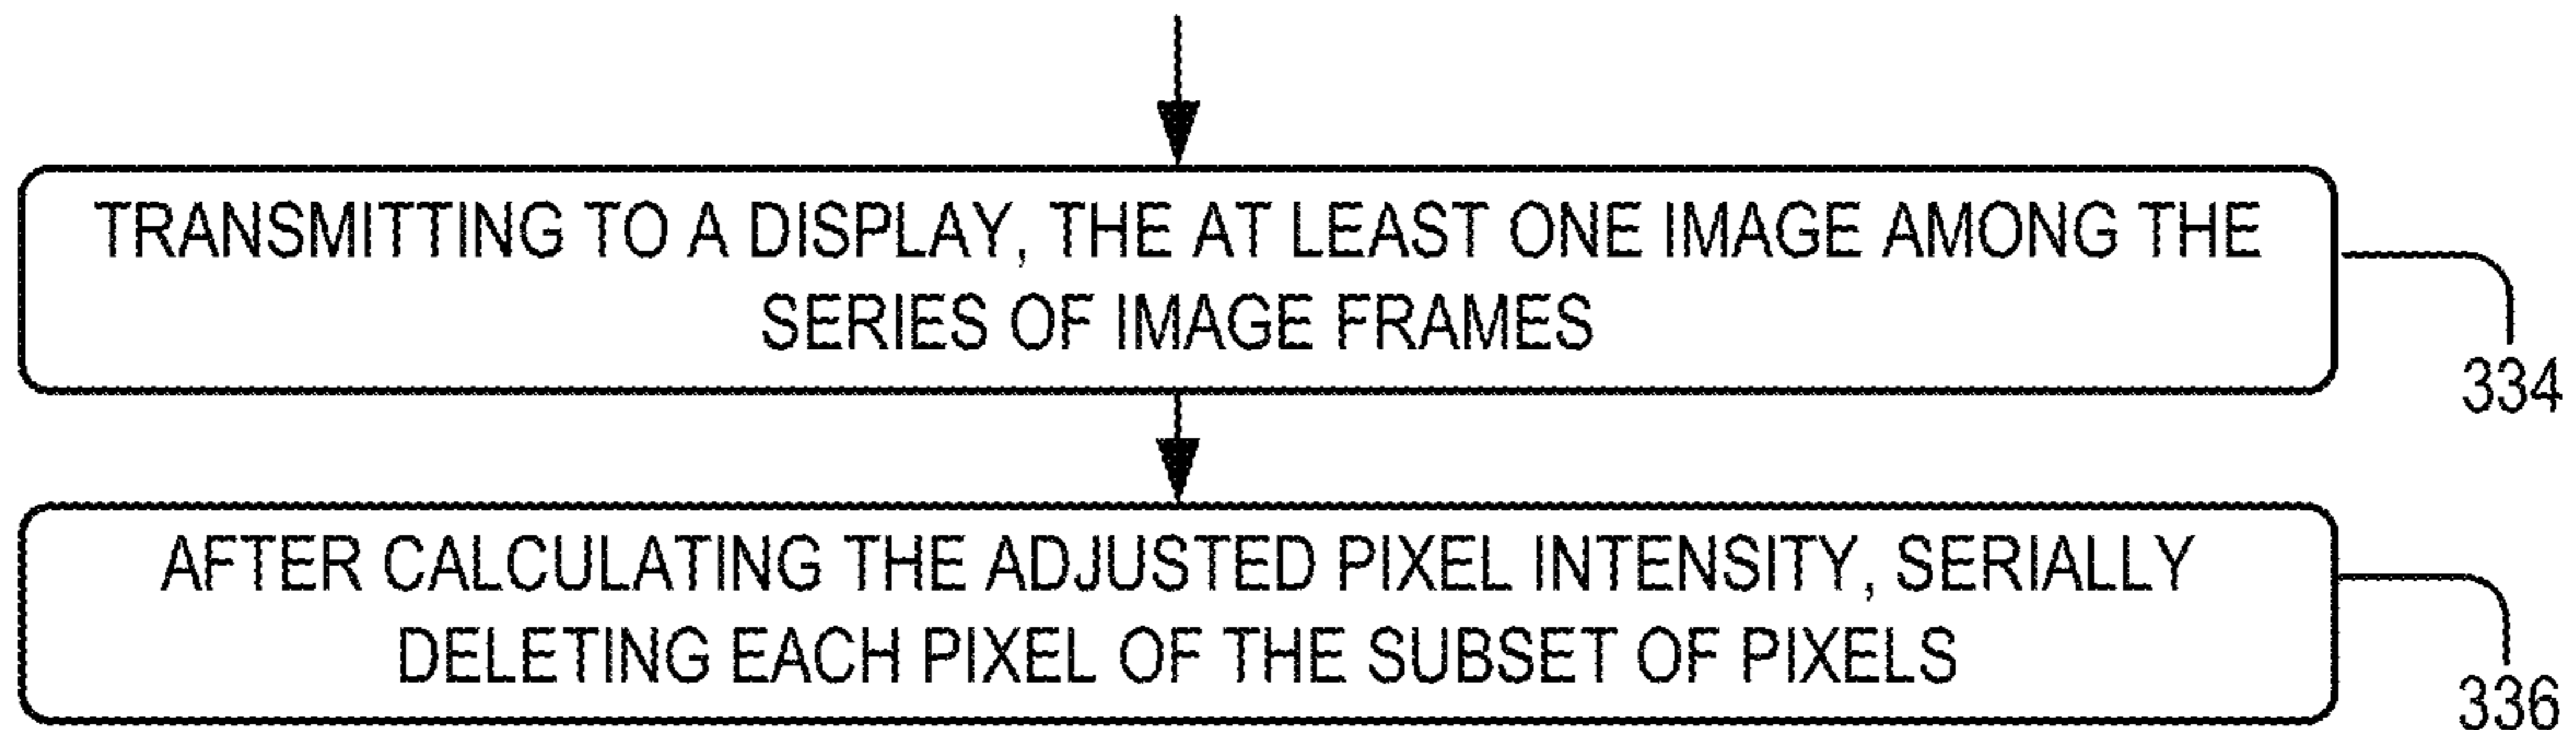 TRANSMITTING TO A DISPLAY, THE AT LEAST ONE IMAGE AMONG THE
SERIES OF IMAGE FRAMES
334
AFTER CALCULATING THE ADJUSTED PIXEL INTENSITY, SERIALLY
DELETING EACH PIXEL OF THE SUBSET OF PIXELS
336